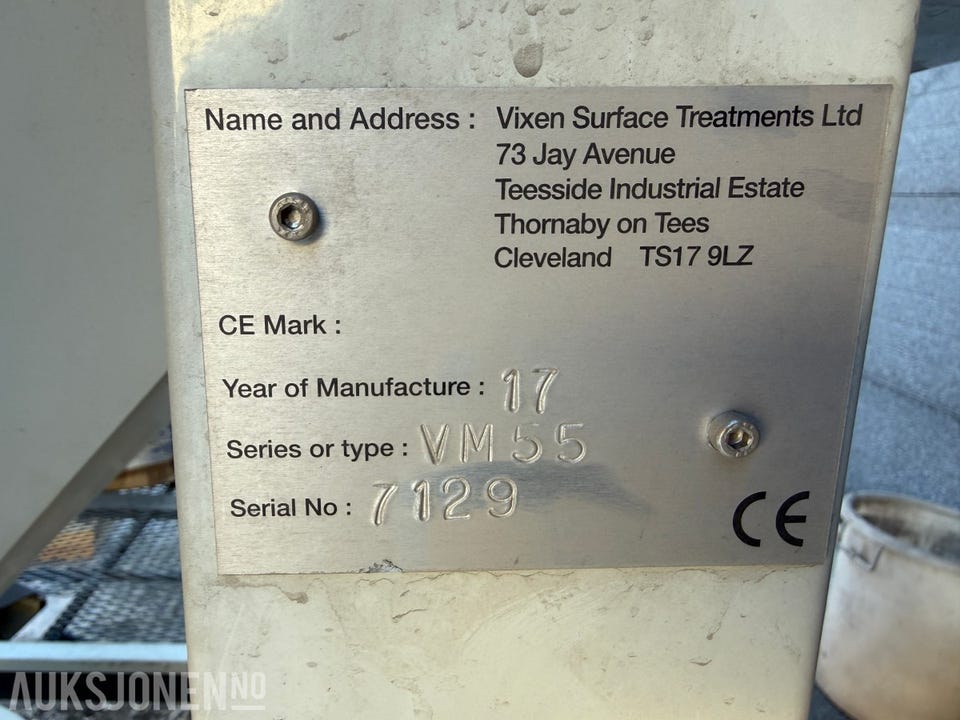 Name and Address : Vixen Surface Treatments Ltd
73 Jay Avenue
Teesside Industrial Estate
Thornaby on Tees
Cleveland TS17 9LZ
CE Mark :
Year of Manufacture : 17
Series or type : VM55
Serial No : 7129
CE
AUKSJONEN.NO